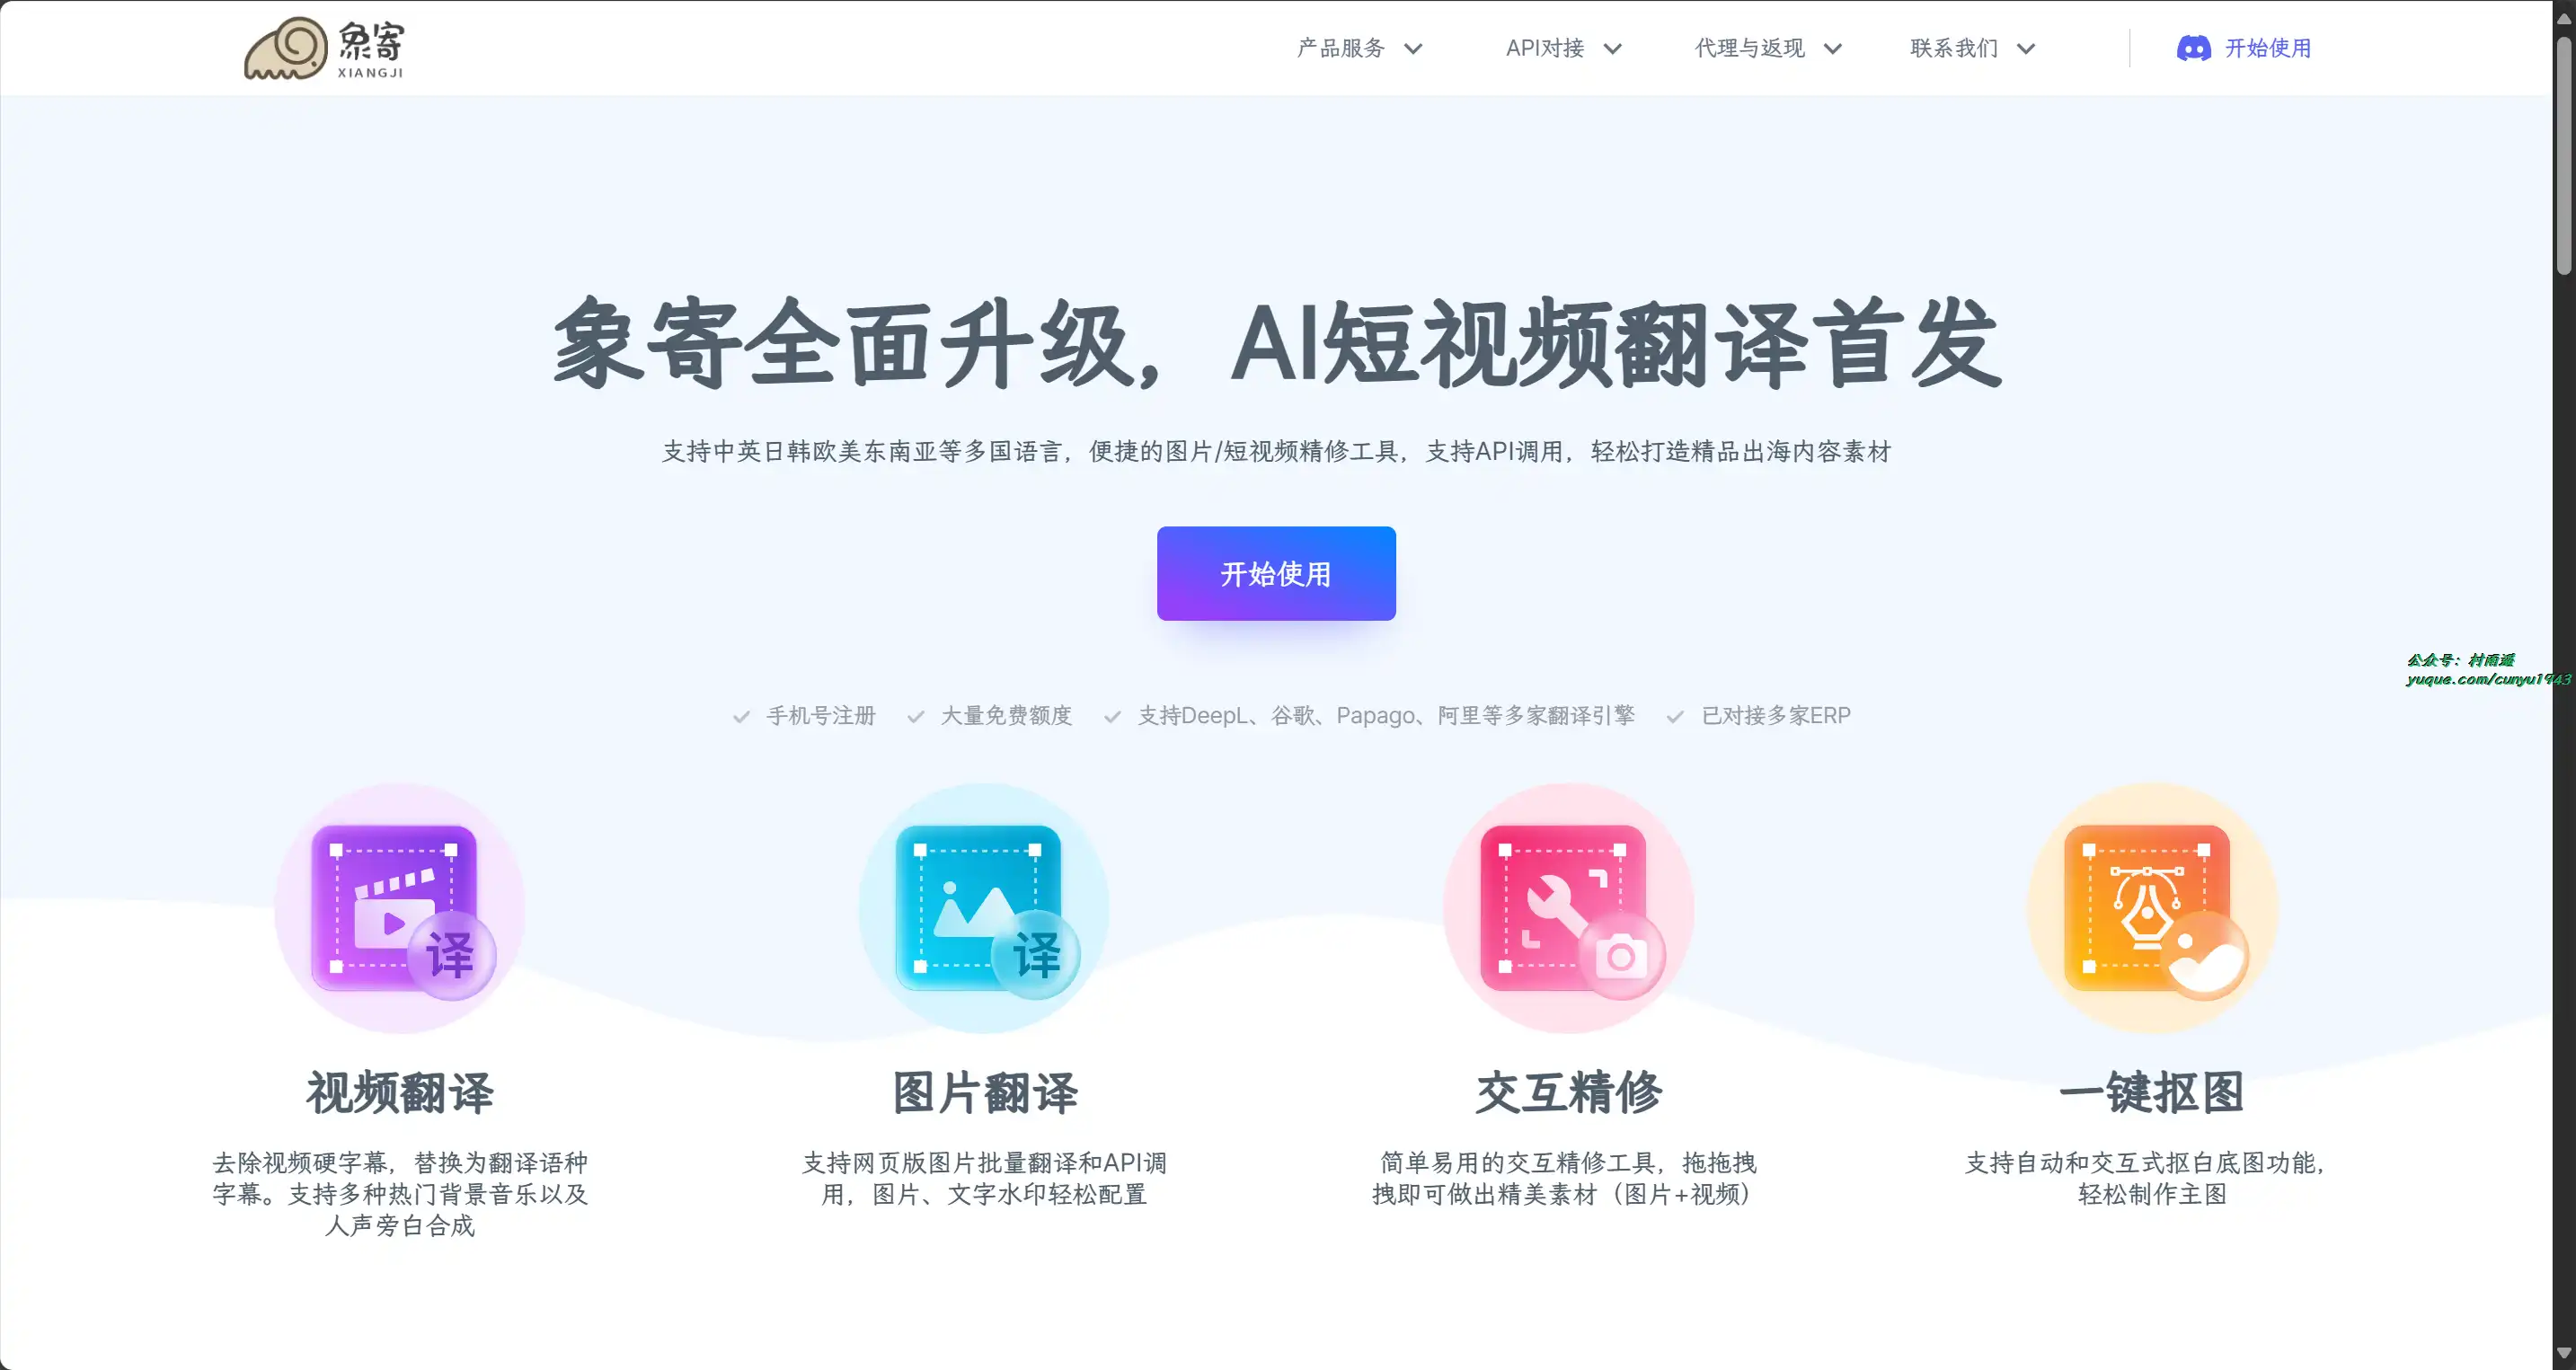 象寄
XIANGJI
产品服务
API对接
代理与返现
联系我们
开始使用
象寄全面升级，AI短视频翻译首发
支持中英日韩欧美东南亚等多国语言，便捷的图片/短视频精修工具，支持API调用，轻松打造精品出海内容素材
开始使用
公众号：村雨遥
yuque.com/cunyu1943
手机号注册
大量免费额度
支持DeepL、谷歌、Papago、阿里等多家翻译引擎
已对接多家ERP
译
译
视频翻译
去除视频硬字幕，替换为翻译语种
字幕。支持多种热门背景音乐以及
人声旁白合成
图片翻译
支持网页版图片批量翻译和API调
用，图片、文字水印轻松配置
交互精修
简单易用的交互精修工具，拖拖拽
拽即可做出精美素材（图片+视频）
一键抠图
支持自动和交互式抠白底图功能，
轻松制作主图